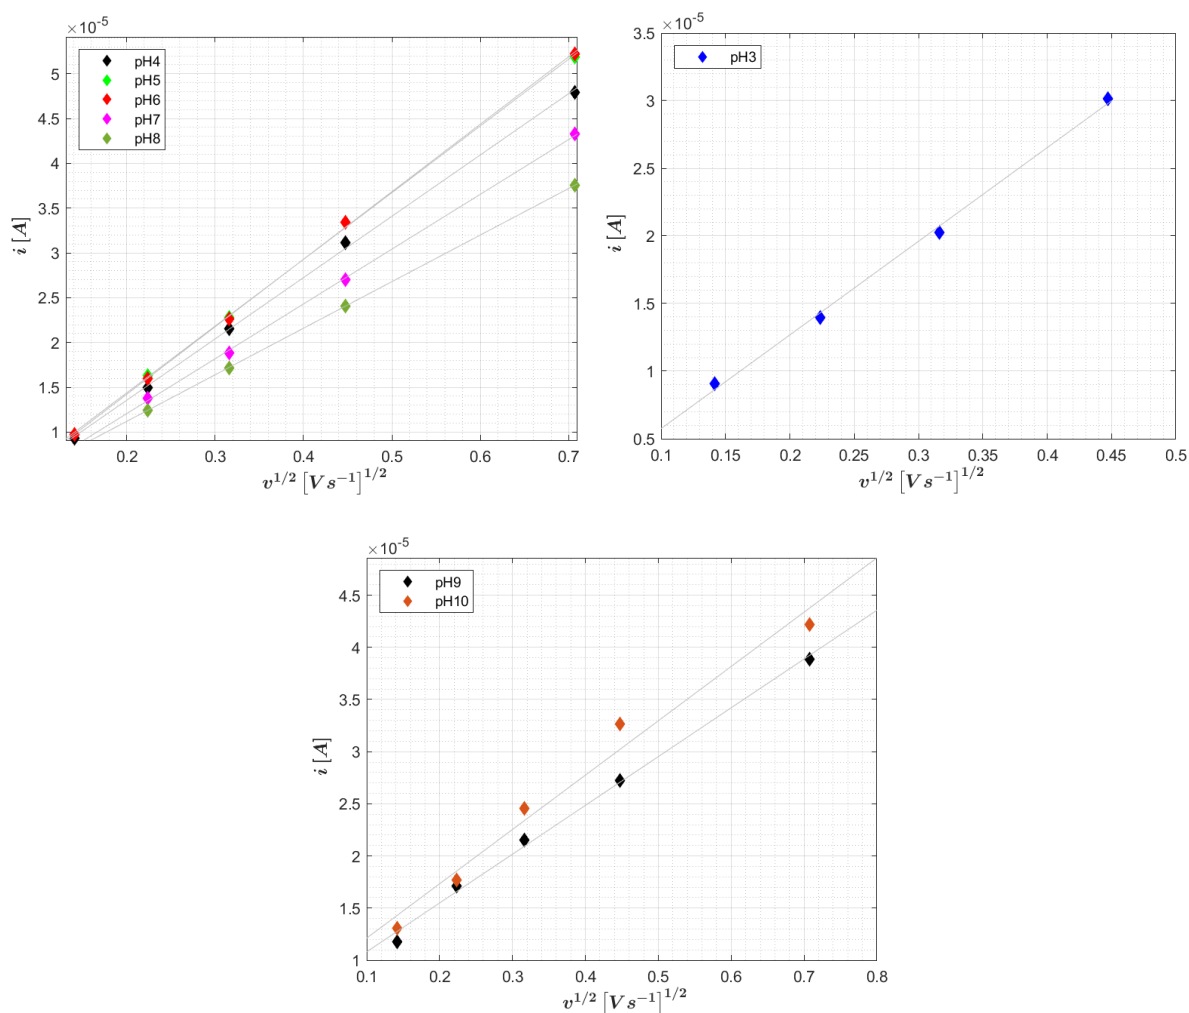 ×10⁻⁵
5
4.5
4
3.5
3
2.5
2
1.5
1
pH4
pH5
pH6
pH7
pH8
i [A]
0.2 0.3 0.4 0.5 0.6 0.7
v^{1/2} [V s⁻¹]^{1/2}
×10⁻⁵
3.5
3
2.5
2
1.5
1
0.5
pH3
i [A]
0.1 0.15 0.2 0.25 0.3 0.35 0.4 0.45 0.5
v^{1/2} [V s⁻¹]^{1/2}
×10⁻⁵
4.5
4
3.5
3
2.5
2
1.5
1
pH9
pH10
i [A]
0.1 0.2 0.3 0.4 0.5 0.6 0.7 0.8
v^{1/2} [V s⁻¹]^{1/2}